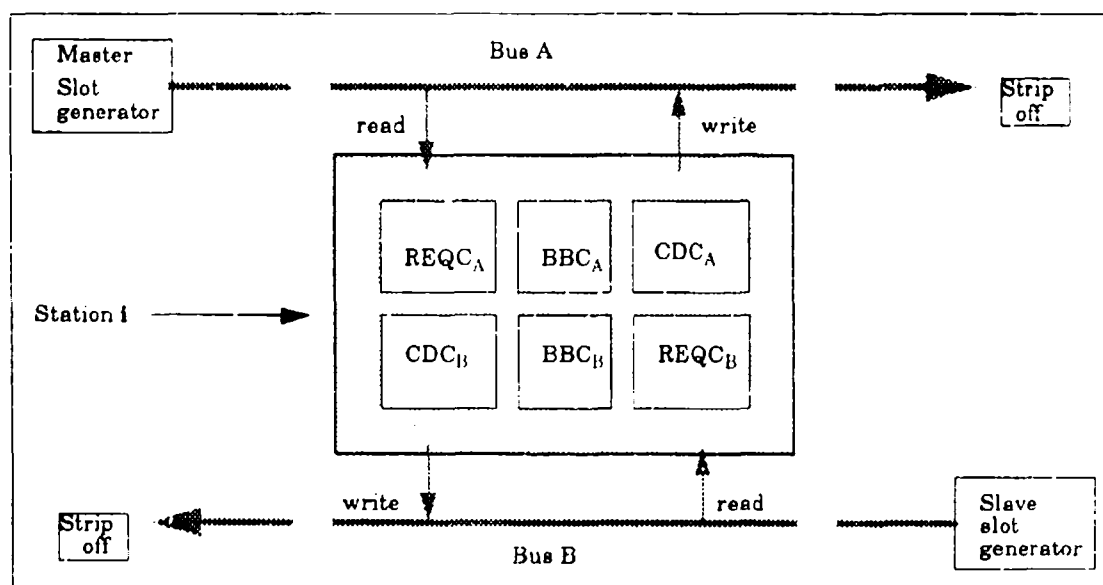 Master
Slot
generator
Bus A
Strip
off
read
write
REQC_A
BBC_A
CDC_A
Station i
CDC_B
BBC_B
REQC_B
write
read
Strip
off
Bus B
Slave
slot
generator